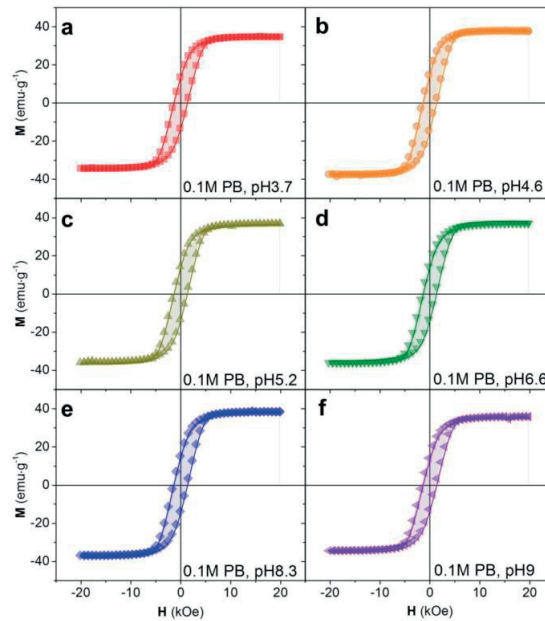 a
b
M (emu·g⁻¹)
40
20
0
-20
-40
0.1M PB, pH3.7
0.1M PB, pH4.6
c
d
M (emu·g⁻¹)
40
20
0
-20
-40
0.1M PB, pH5.2
0.1M PB, pH6.6
e
f
M (emu·g⁻¹)
40
20
0
-20
-40
0.1M PB, pH8.3
0.1M PB, pH9
-20 -10 0 10 20
-20 -10 0 10 20
H (kOe)
H (kOe)